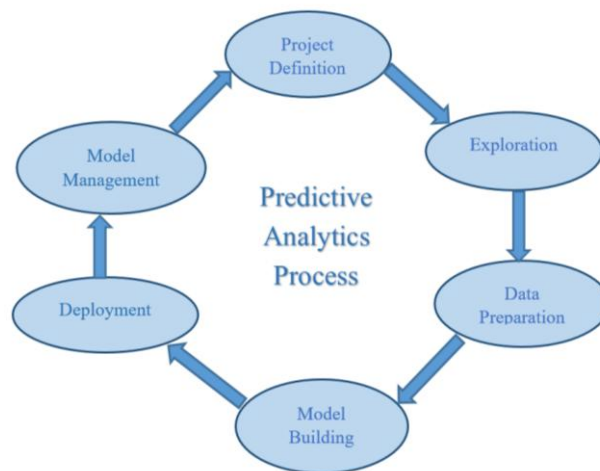 Project
Definition
Exploration
Data
Preparation
Model
Building
Deployment
Model
Management
Predictive
Analytics
Process